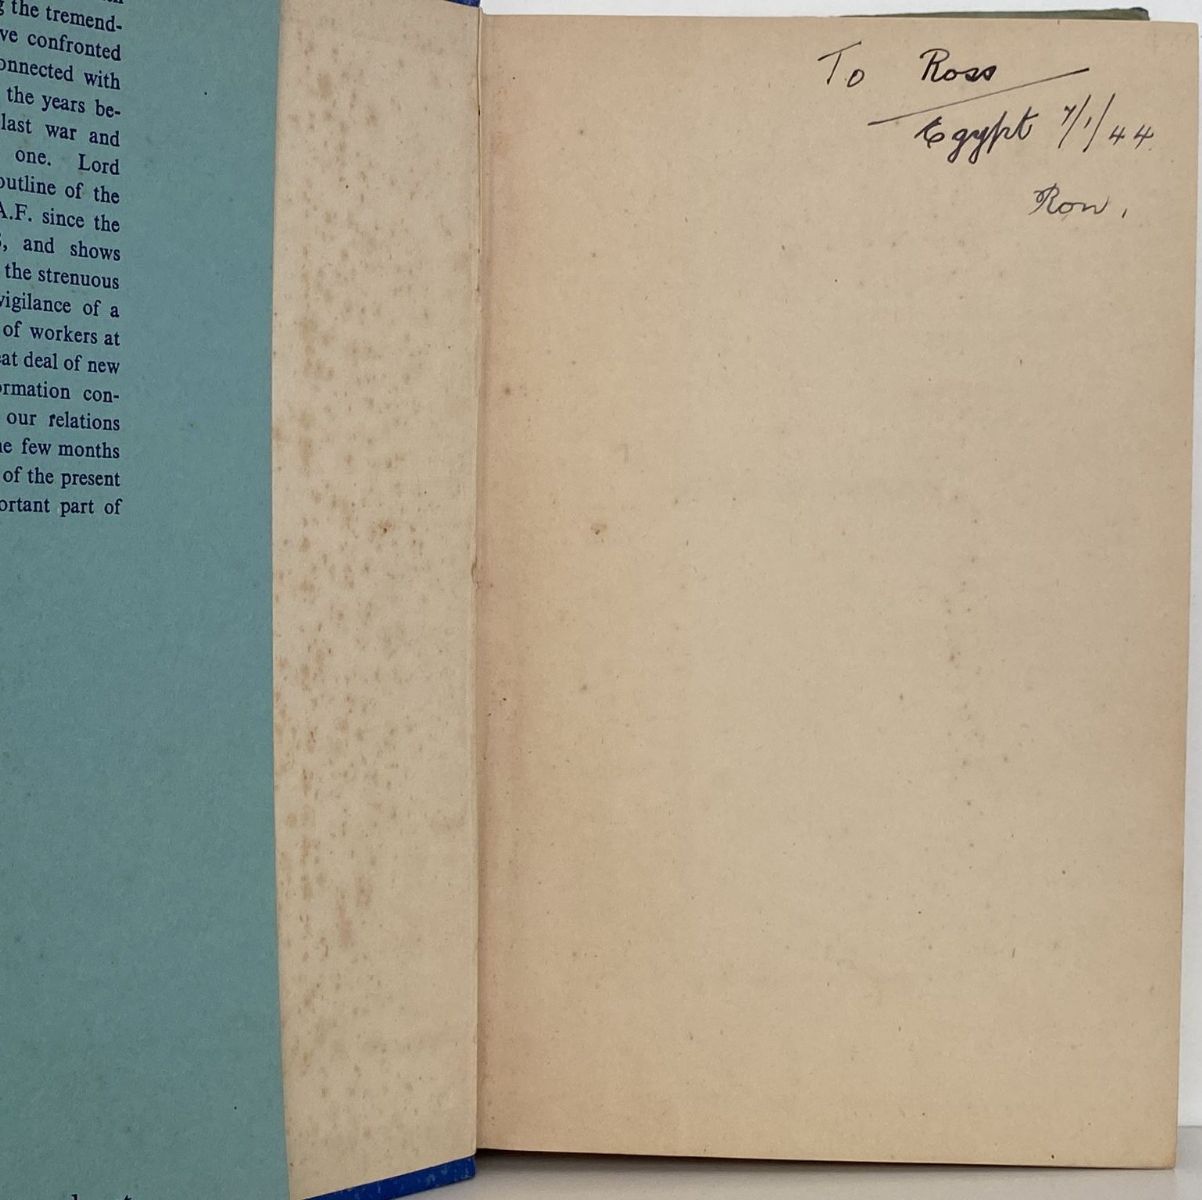 the tremend-
ve confronted
onnected with
the years be-
last war and
one. Lord
outline of the
A.F. since the
, and shows
the strenuous
vigilance of a
of workers at
eat deal of new
ormation con-
our relations
he few months
of the present
ortant part of
To Ross
Egypt 7/1/44
Ron.